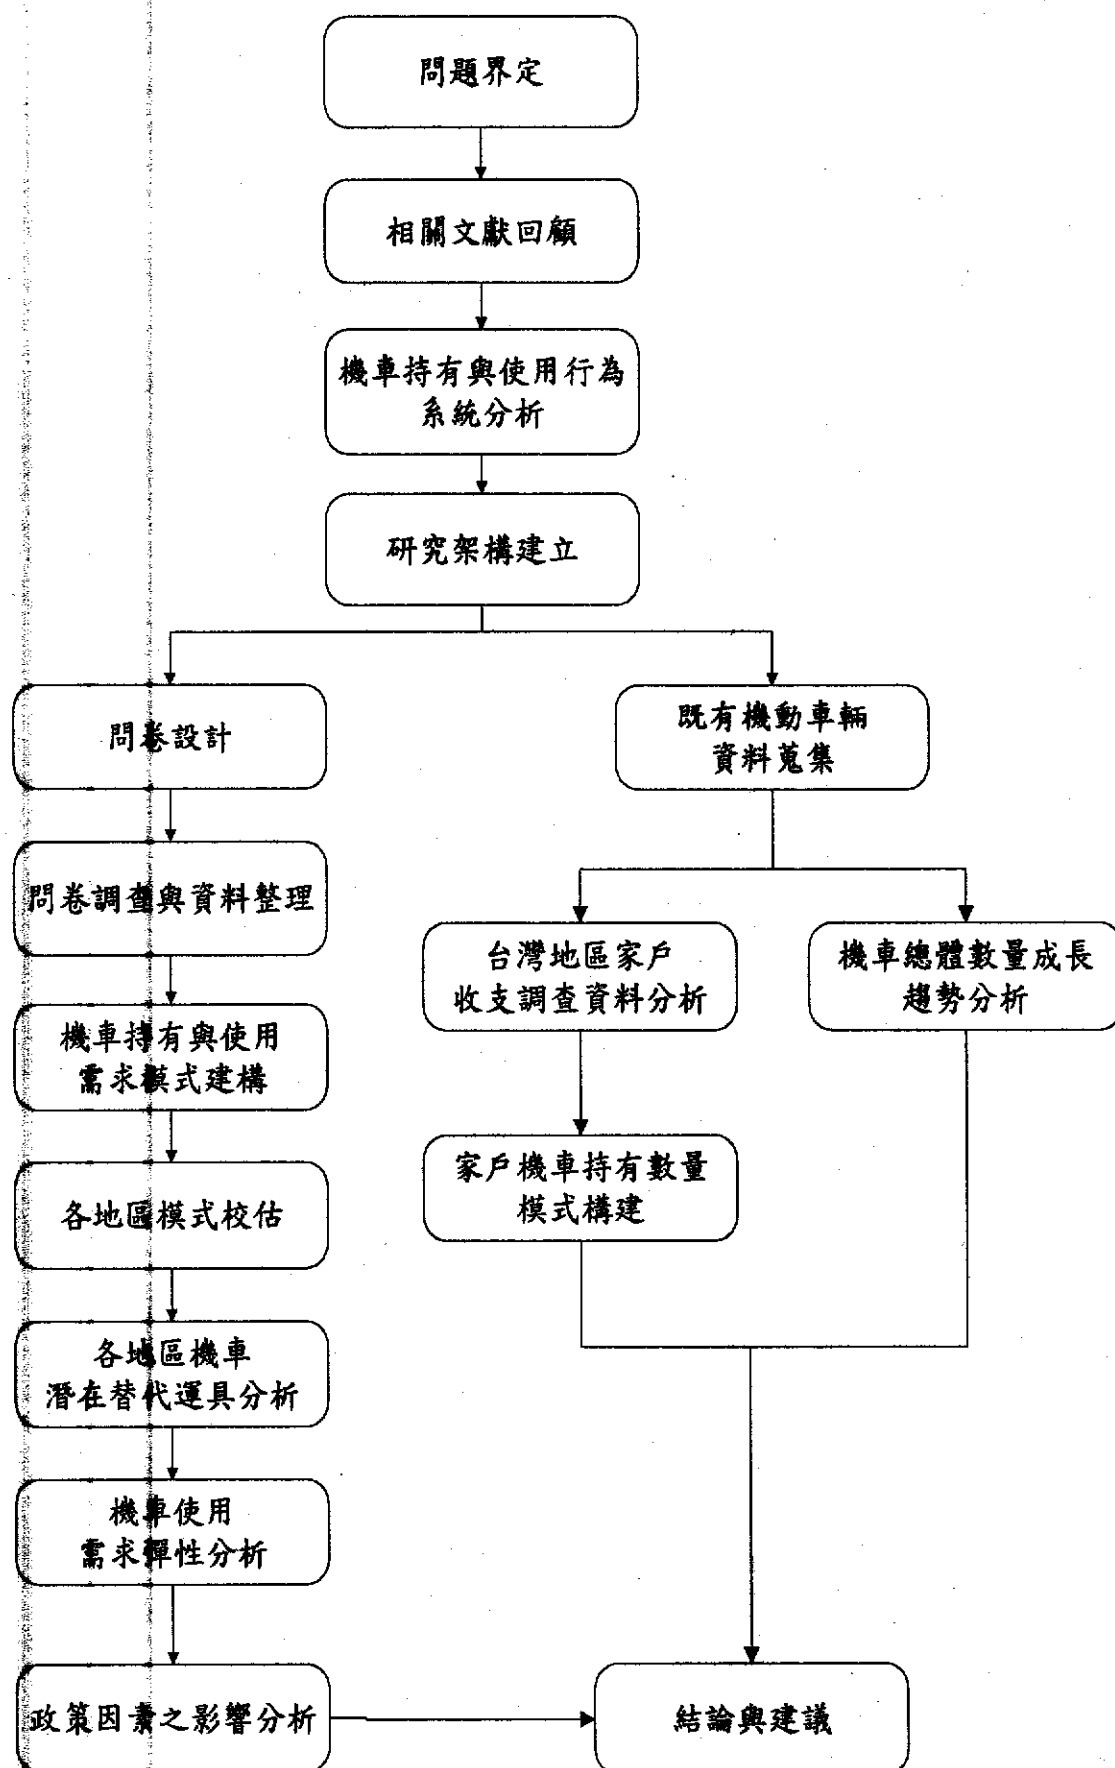 問題界定
相關文獻回顧
機車持有與使用行為
系統分析
研究架構建立
問卷設計
既有機動車輛
資料蒐集
問卷調查與資料整理
台灣地區家戶
收支調查資料分析
機車總體數量成長
趨勢分析
機車持有與使用
需求模式建構
家戶機車持有數量
模式構建
各地區模式校估
各地區機車
潛在替代運具分析
機車使用
需求彈性分析
政策因素之影響分析
結論與建議